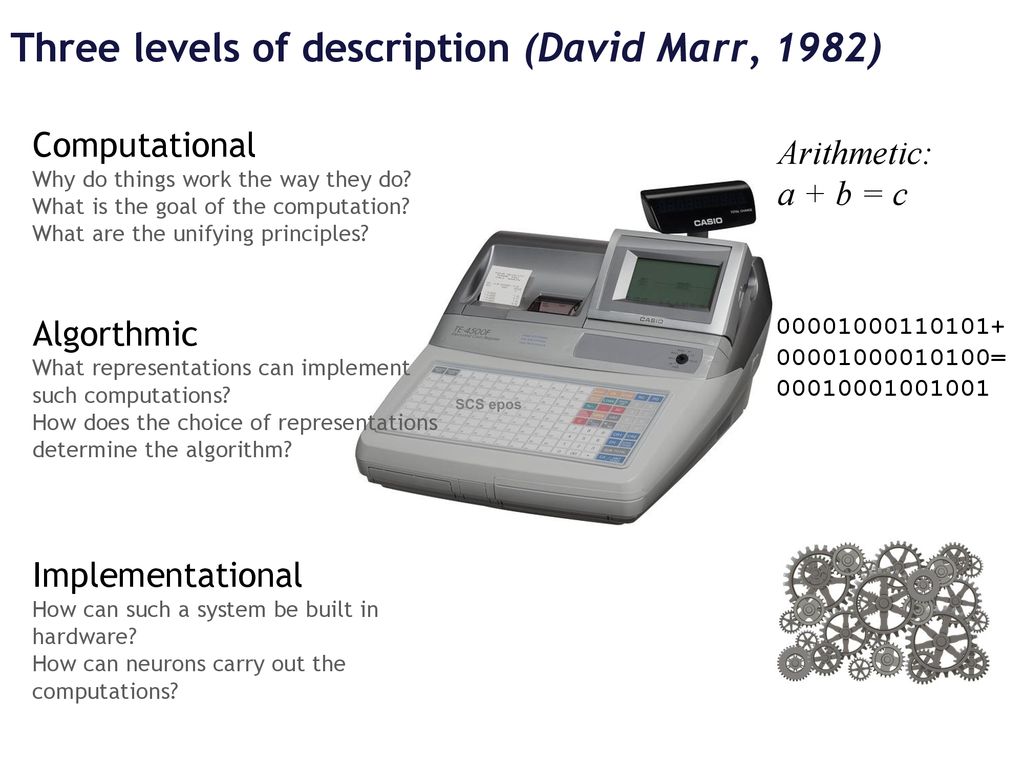 Three levels of description (David Marr, 1982)
Computational
Why do things work the way they do?
What is the goal of the computation?
What are the unifying principles?
Arithmetic:
a + b = c
CASIO
TOTAL CHANGE
CASIO
TE-4500F
SCS epos
Algorthmic
What representations can implement
such computations?
How does the choice of representations
determine the algorithm?
00001000110101+
00001000010100=
00010001001001
Implementational
How can such a system be built in
hardware?
How can neurons carry out the
computations?